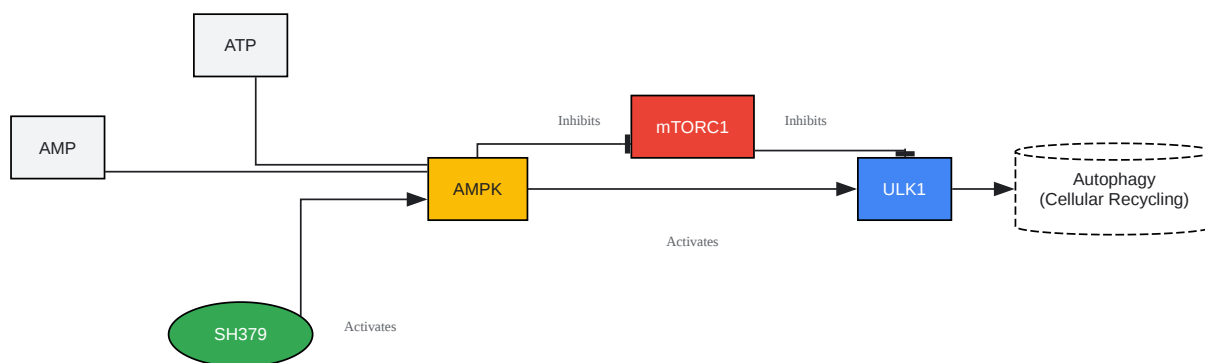 ATP
AMP
Inhibits
mTORC1
Inhibits
AMPK
ULK1
Autophagy
(Cellular Recycling)
Activates
SH379
Activates